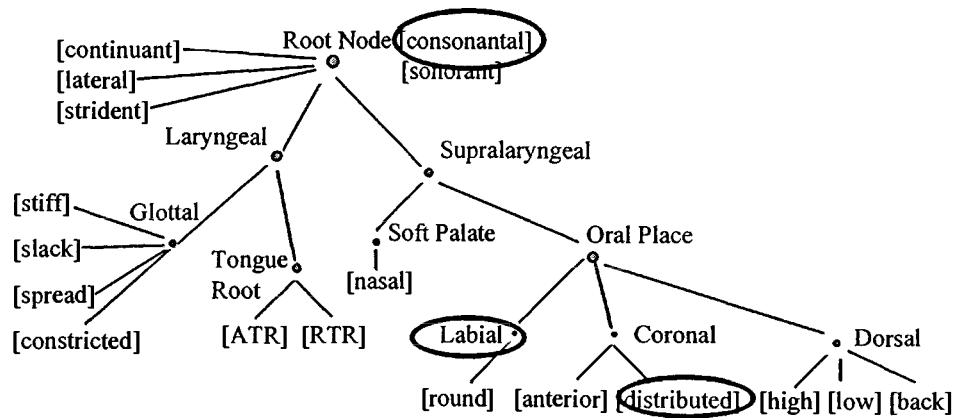 Root Node [consonantal]
[continuant]
[sonorant]
[lateral]
[strident]
Laryngeal
Supralaryngeal
[stiff]
Glottal
Soft Palate
Oral Place
[slack]
Tongue
Root
[nasal]
[spread]
[constricted]
[ATR] [RTR]
Labial
Coronal
Dorsal
[round]
[anterior] [distributed] [high] [low] [back]